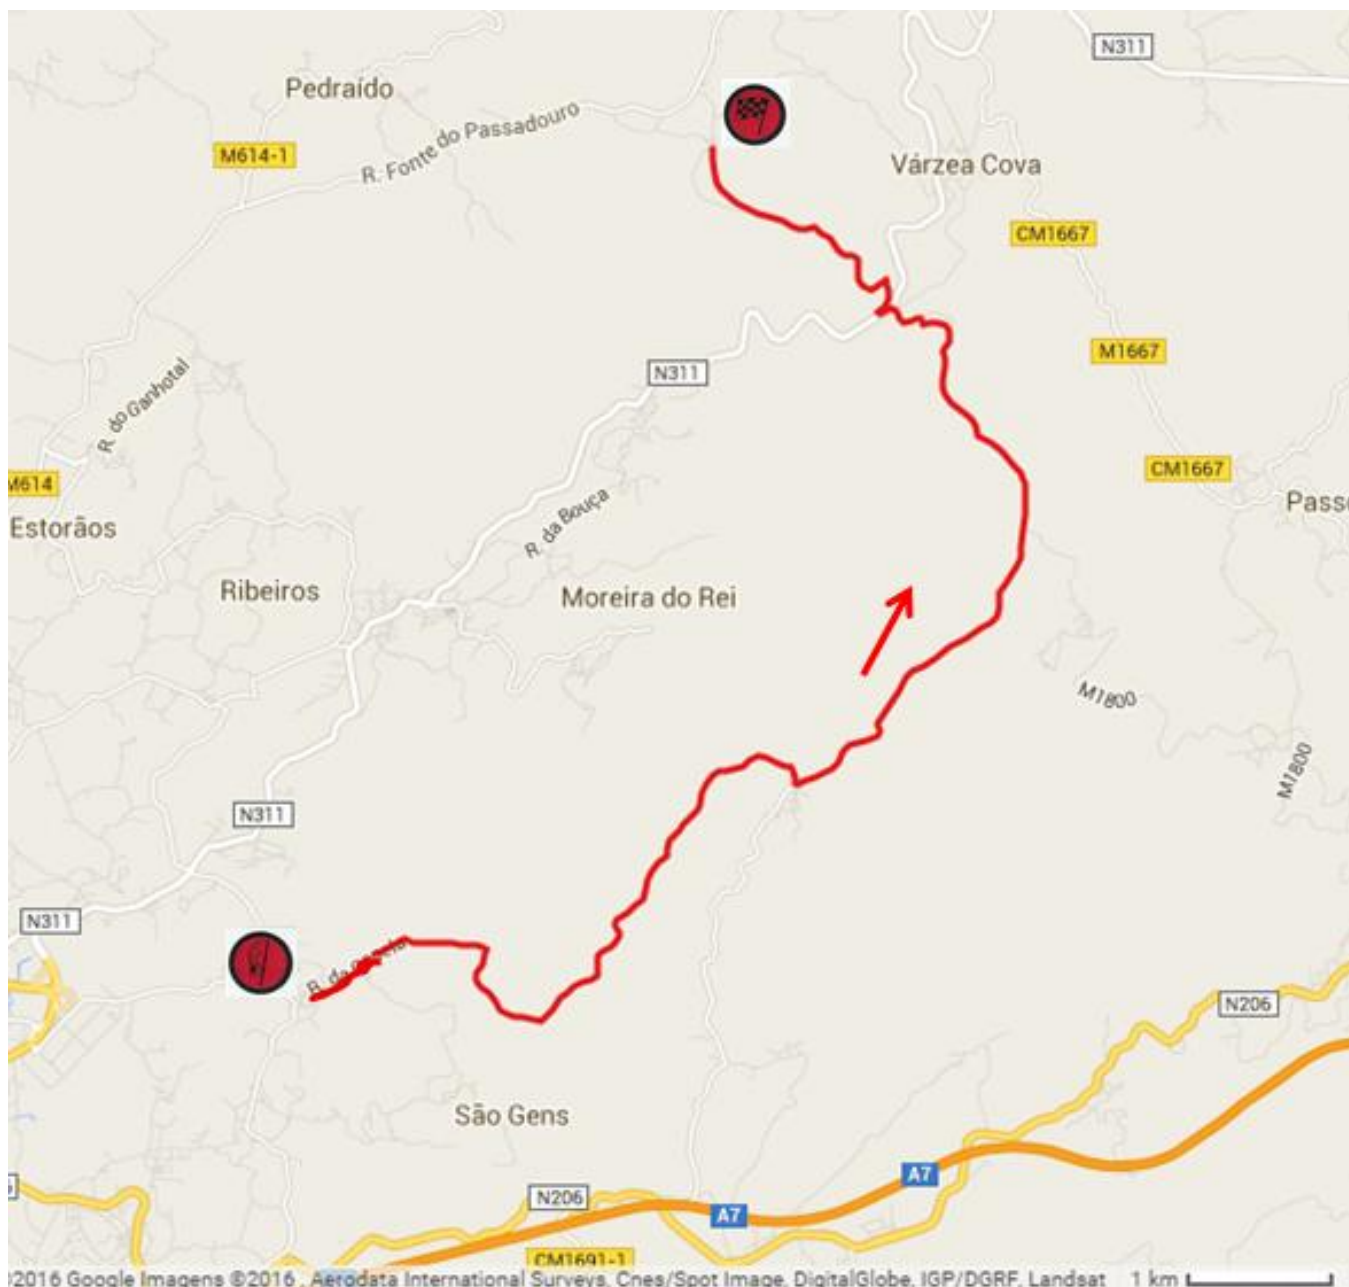 N311
Pedraído
M614-1
R. Fonte do Passadouro
Várzea Cova
CM1667
M1667
N311
R. do Ganhotal
CM1667
M614
Estorãos
R. da Bouça
Passo
Ribeiros
Moreira do Rei
M1800
M1800
N311
N311
R. da
N206
São Gens
A7
N206
A7
CM1691-1
©2016 Google Imagens ©2016 , Aerodata International Surveys, Cnes/Spot Image, DigitalGlobe, IGP/DGRF, Landsat 1 km